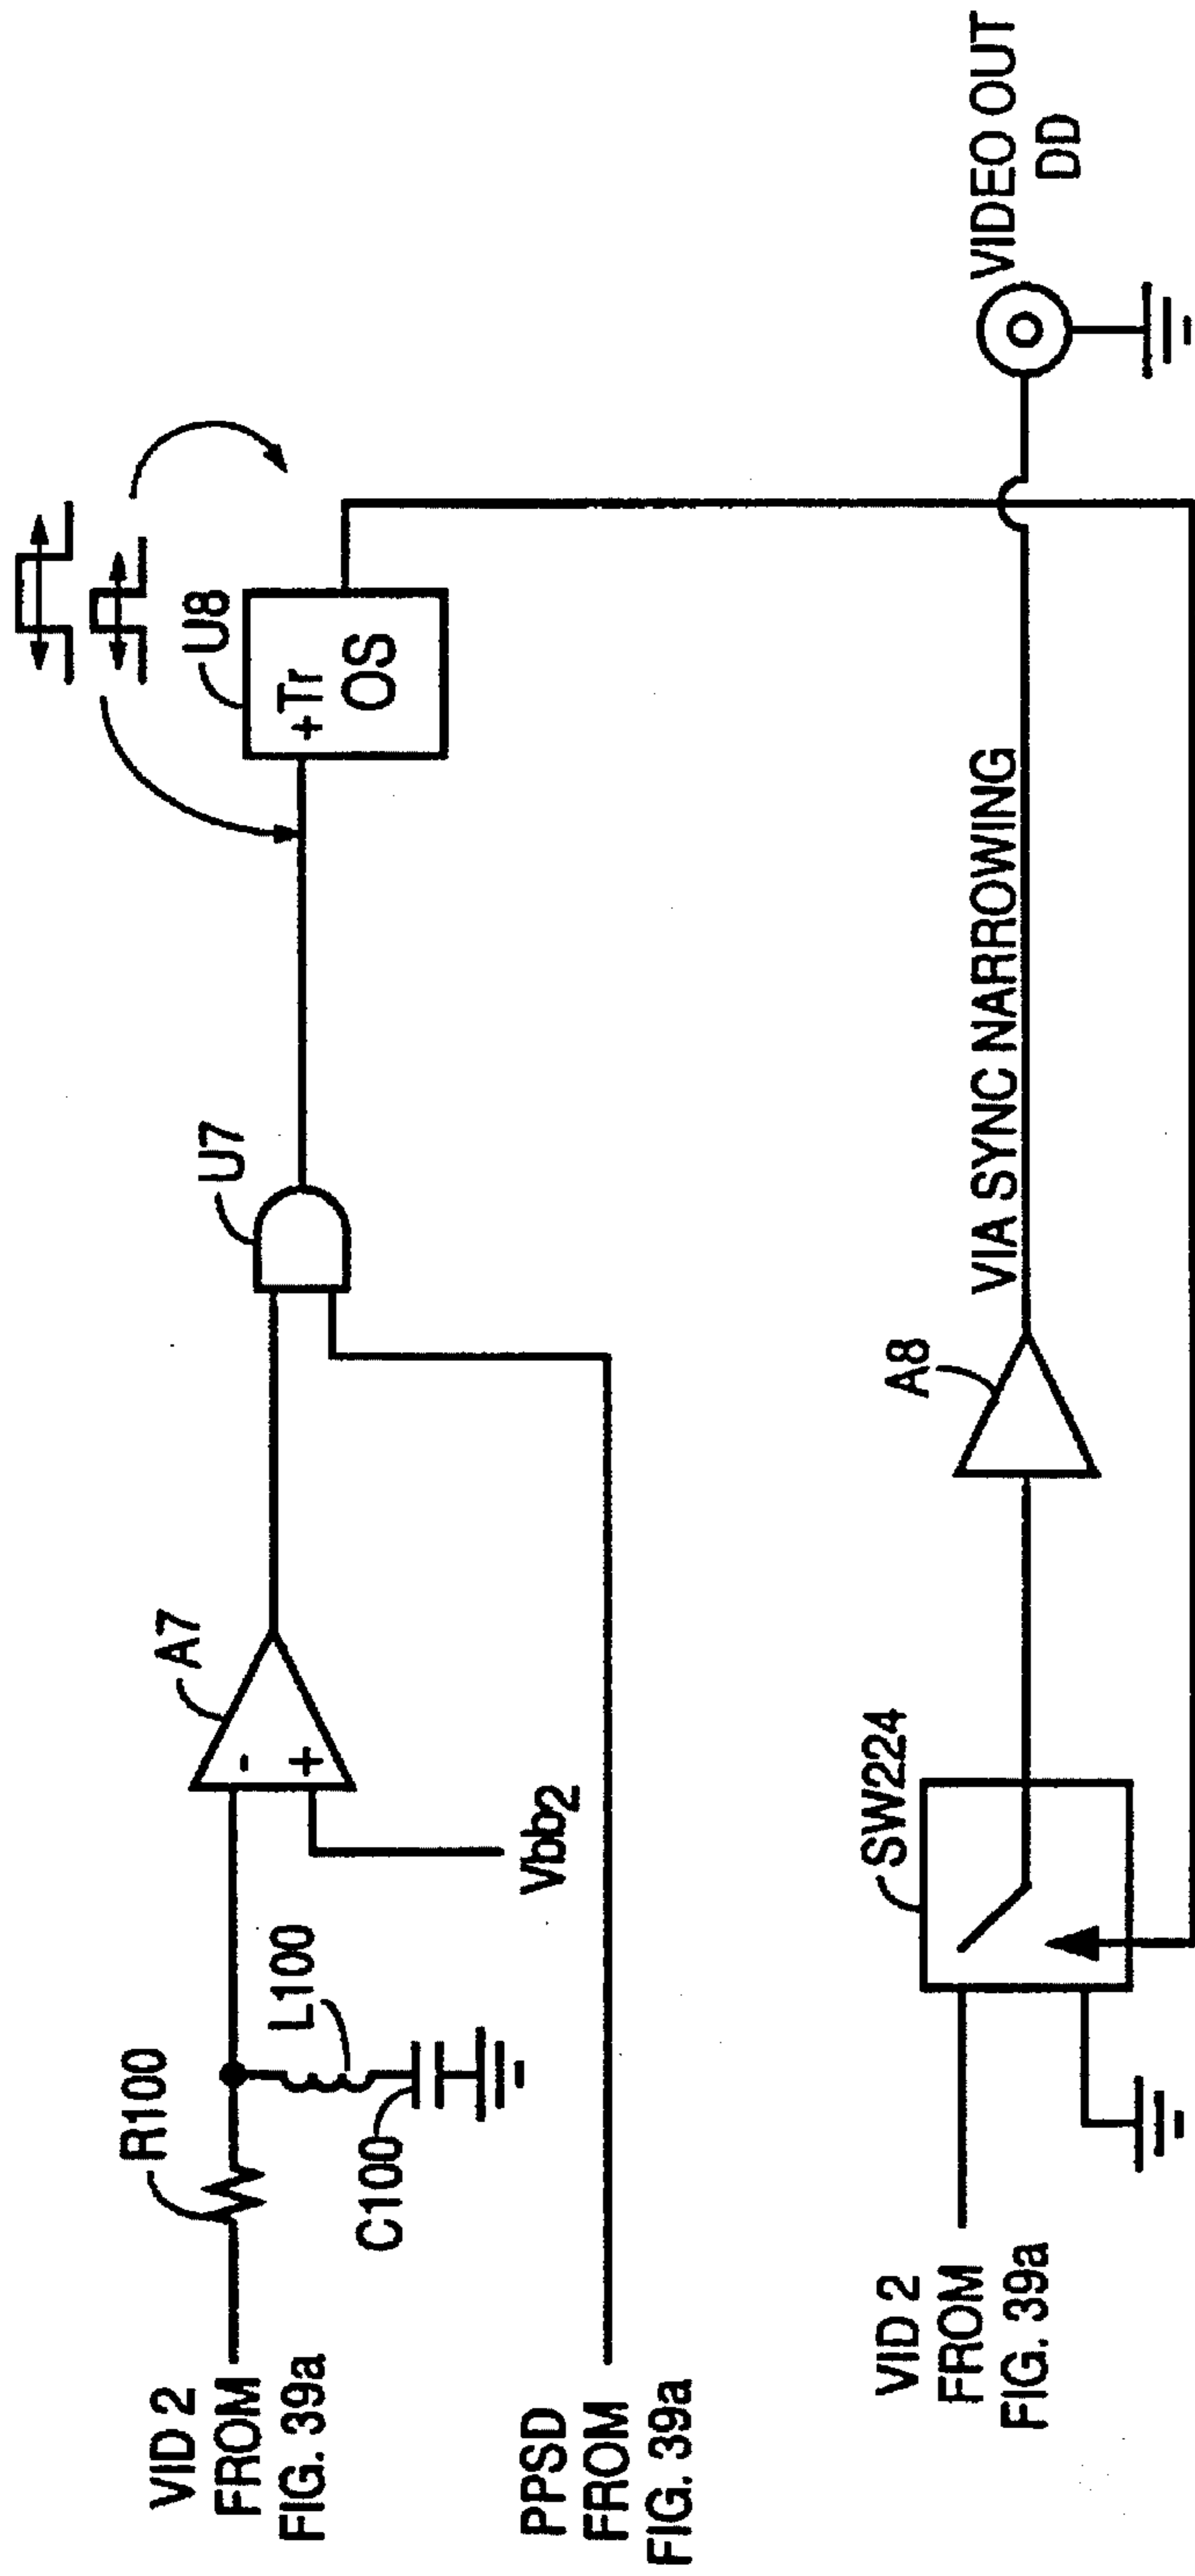 VID 2
FROM
FIG. 39a
R100
C100
L100
A7
-
+
Vbb2
U7
U8
+Tr
OS
PPSD
FROM
FIG. 39a
VID 2
FROM
FIG. 39a
SW224
A8
VIA SYNC NARROWING
VIDEO OUT
DD